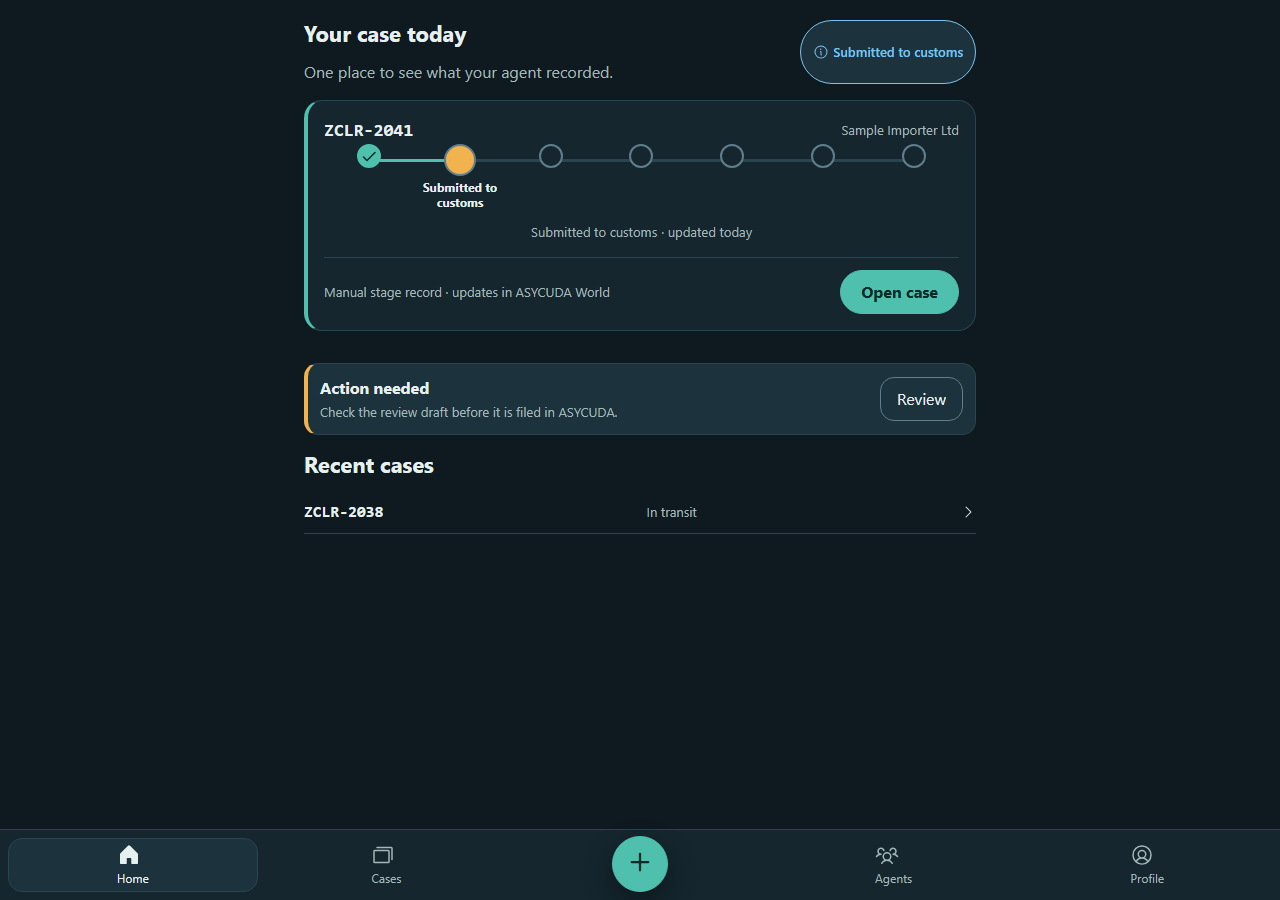 Your case today
Submitted to customs
One place to see what your agent recorded.
ZCLR-2041
Sample Importer Ltd
Submitted to
customs
Submitted to customs · updated today
Manual stage record · updates in ASYCUDA World
Open case
Action needed
Check the review draft before it is filed in ASYCUDA.
Review
Recent cases
ZCLR-2038
In transit
Home
Cases
Agents
Profile